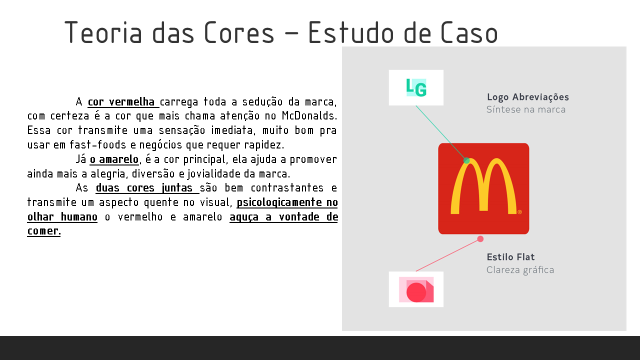 Teoria das Cores – Estudo de Caso
A cor vermelha carrega toda a sedução da marca,
com certeza é a cor que mais chama atenção no McDonalds.
Essa cor transmite uma sensação imediata, muito bom pra
usar em fast-foods e negócios que requer rapidez.
Já o amarelo, é a cor principal, ela ajuda a promover
ainda mais a alegria, diversão e jovialidade da marca.
As duas cores juntas são bem contrastantes e
transmite um aspecto quente no visual, psicologicamente no
olhar humano o vermelho e amarelo aguça a vontade de
comer.
LG
Logo Abreviações
Síntese na marca
M
Estilo Flat
Clareza gráfica